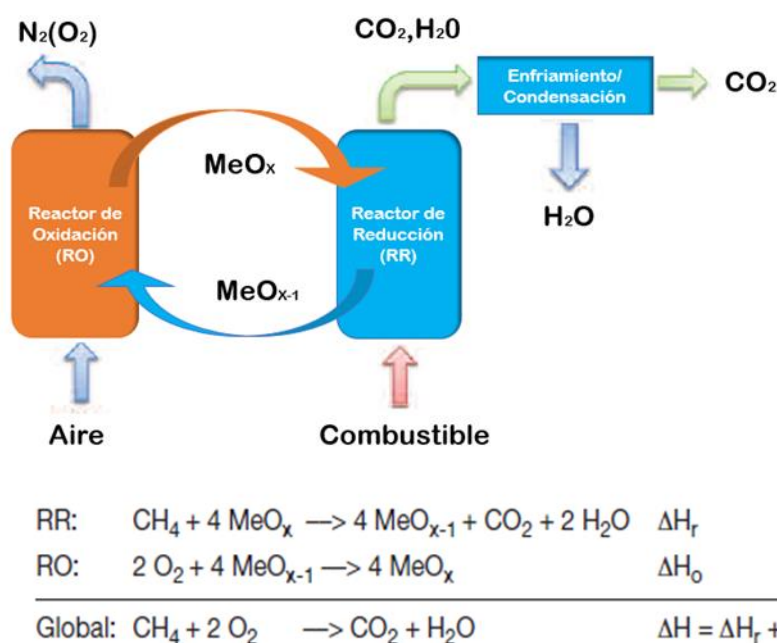 N₂(O₂)
CO₂,H₂0
Enfriamiento/
Condensación
CO₂
MeOₓ
H₂O
Reactor de
Oxidación
(RO)
Reactor de
Reducción
(RR)
MeOₓ₋₁
Aire
Combustible
RR: CH₄ + 4 MeOₓ —> 4 MeOₓ₋₁ + CO₂ + 2 H₂O ΔHᵣ
RO: 2 O₂ + 4 MeOₓ₋₁ —> 4 MeOₓ ΔHₒ
Global: CH₄ + 2 O₂ —> CO₂ + H₂O ΔH = ΔHᵣ +